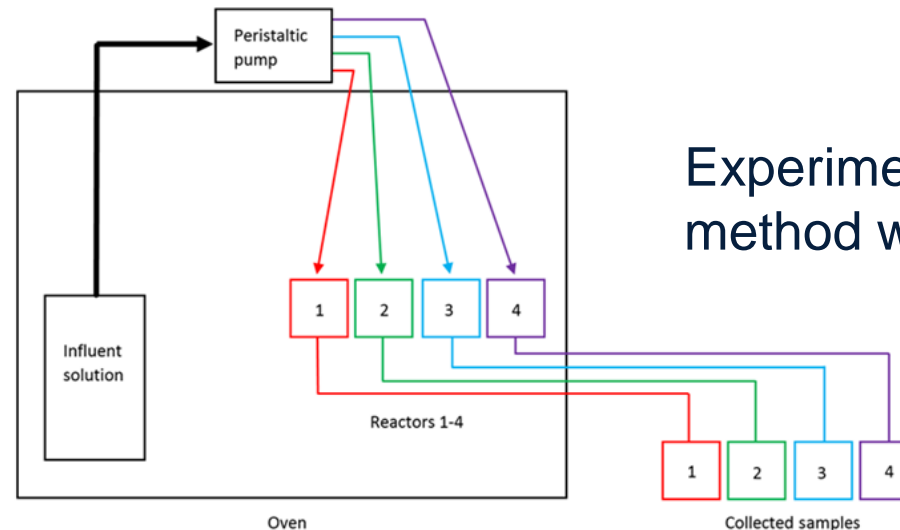 Peristaltic
pump
Experime
method w
1
2
3
4
Influent
solution
Reactors 1-4
1
2
3
4
Oven
Collected samples